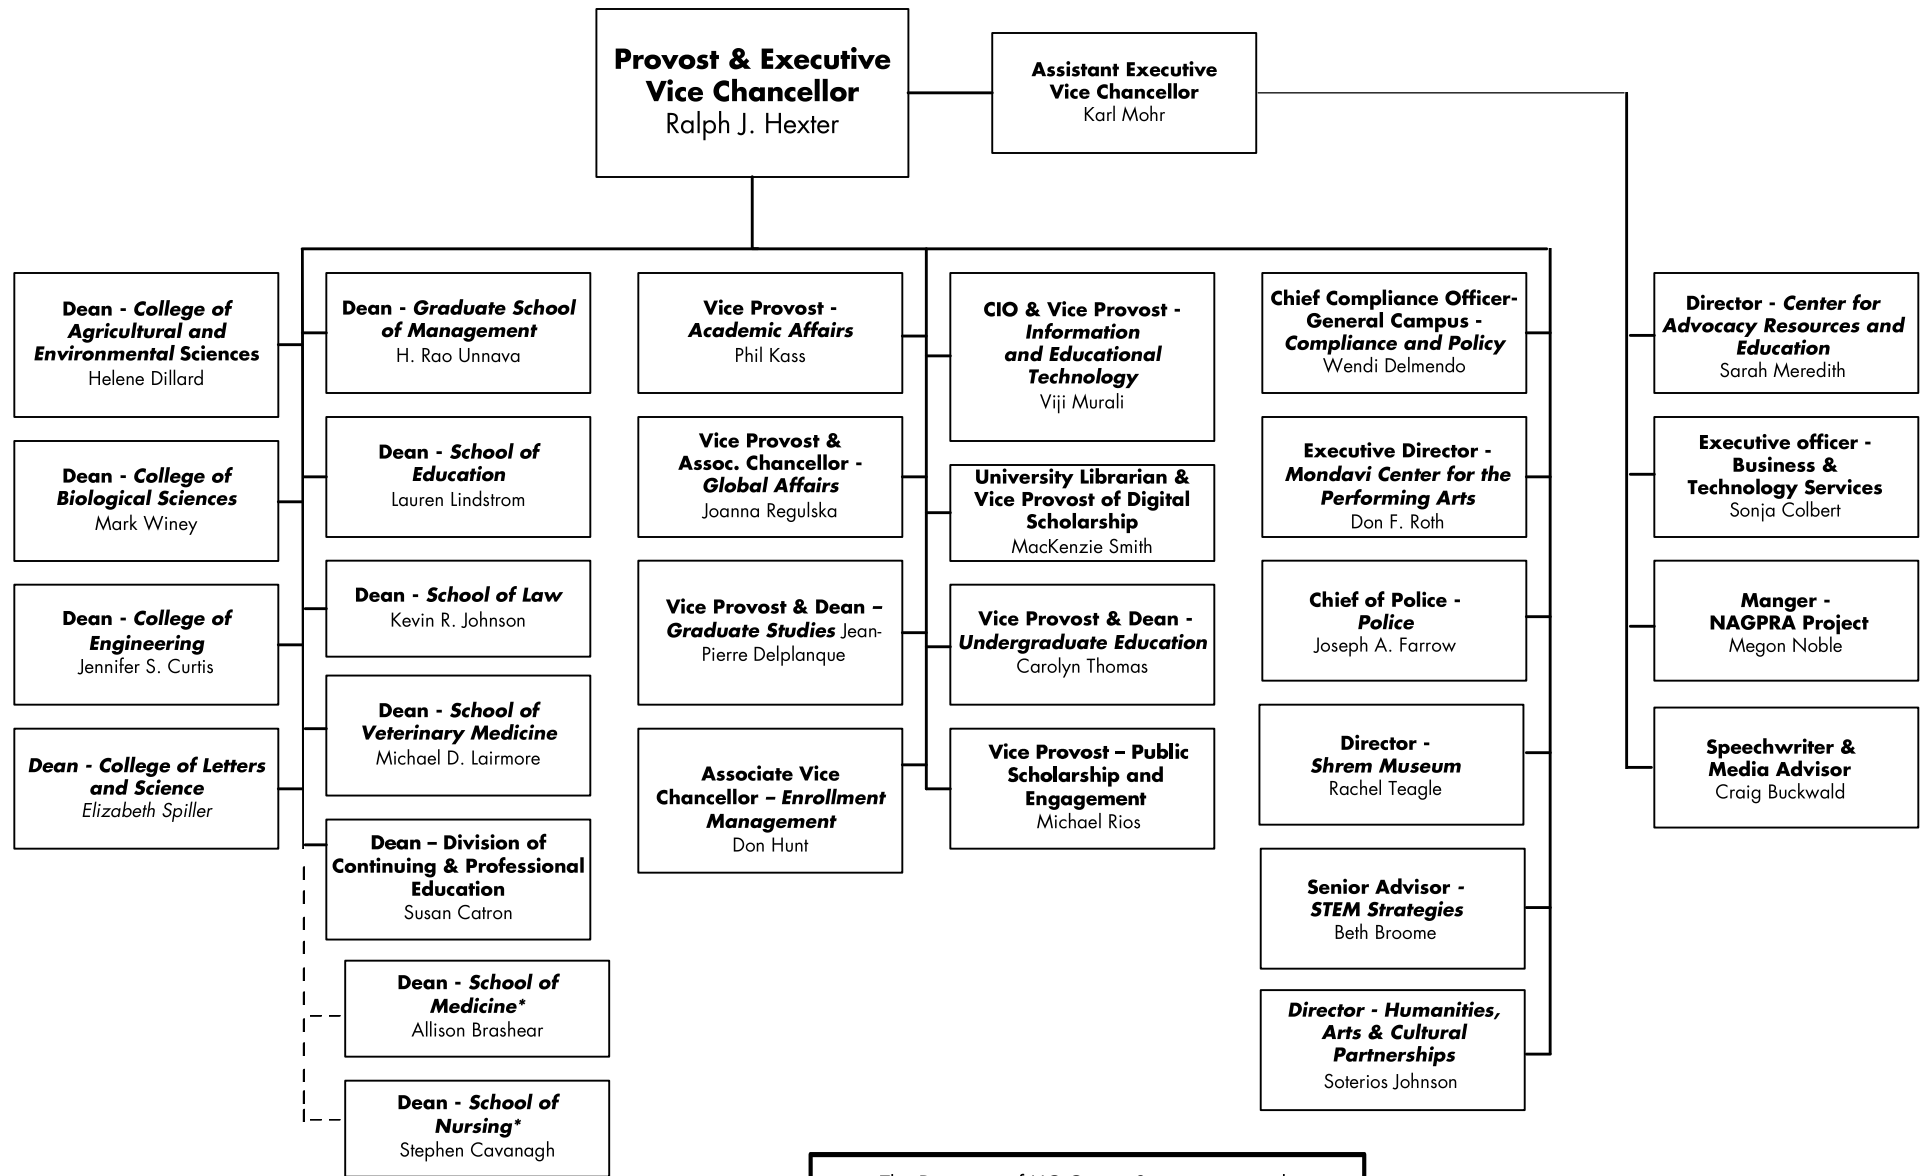 Provost & Executive
Vice Chancellor
Ralph J. Hexter
Assistant Executive
Vice Chancellor
Karl Mohr
Dean - College of
Agricultural and
Environmental Sciences
Helene Dillard
Dean - College of
Biological Sciences
Mark Winey
Dean - College of
Engineering
Jennifer S. Curtis
Dean - College of Letters
and Science
Elizabeth Spiller
Dean - Graduate School
of Management
H. Rao Unnava
Dean - School of
Education
Lauren Lindstrom
Dean - School of Law
Kevin R. Johnson
Dean - School of
Veterinary Medicine
Michael D. Lairmore
Dean – Division of
Continuing & Professional
Education
Susan Catron
Dean - School of
Medicine*
Allison Brashear
Dean - School of
Nursing*
Stephen Cavanagh
Vice Provost -
Academic Affairs
Phil Kass
Vice Provost &
Assoc. Chancellor -
Global Affairs
Joanna Regulska
Vice Provost & Dean –
Graduate Studies Jean-
Pierre Delplanque
Associate Vice
Chancellor – Enrollment
Management
Don Hunt
CIO & Vice Provost -
Information
and Educational
Technology
Viji Murali
University Librarian &
Vice Provost of Digital
Scholarship
MacKenzie Smith
Vice Provost & Dean -
Undergraduate Education
Carolyn Thomas
Vice Provost – Public
Scholarship and
Engagement
Michael Rios
Chief Compliance Officer-
General Campus -
Compliance and Policy
Wendi Delmendo
Executive Director -
Mondavi Center for the
Performing Arts
Don F. Roth
Chief of Police -
Police
Joseph A. Farrow
Director -
Shrem Museum
Rachel Teagle
Senior Advisor -
STEM Strategies
Beth Broome
Director - Humanities,
Arts & Cultural
Partnerships
Soterios Johnson
Director - Center for
Advocacy Resources and
Education
Sarah Meredith
Executive officer -
Business &
Technology Services
Sonja Colbert
Manger -
NAGPRA Project
Megon Noble
Speechwriter &
Media Advisor
Craig Buckwald